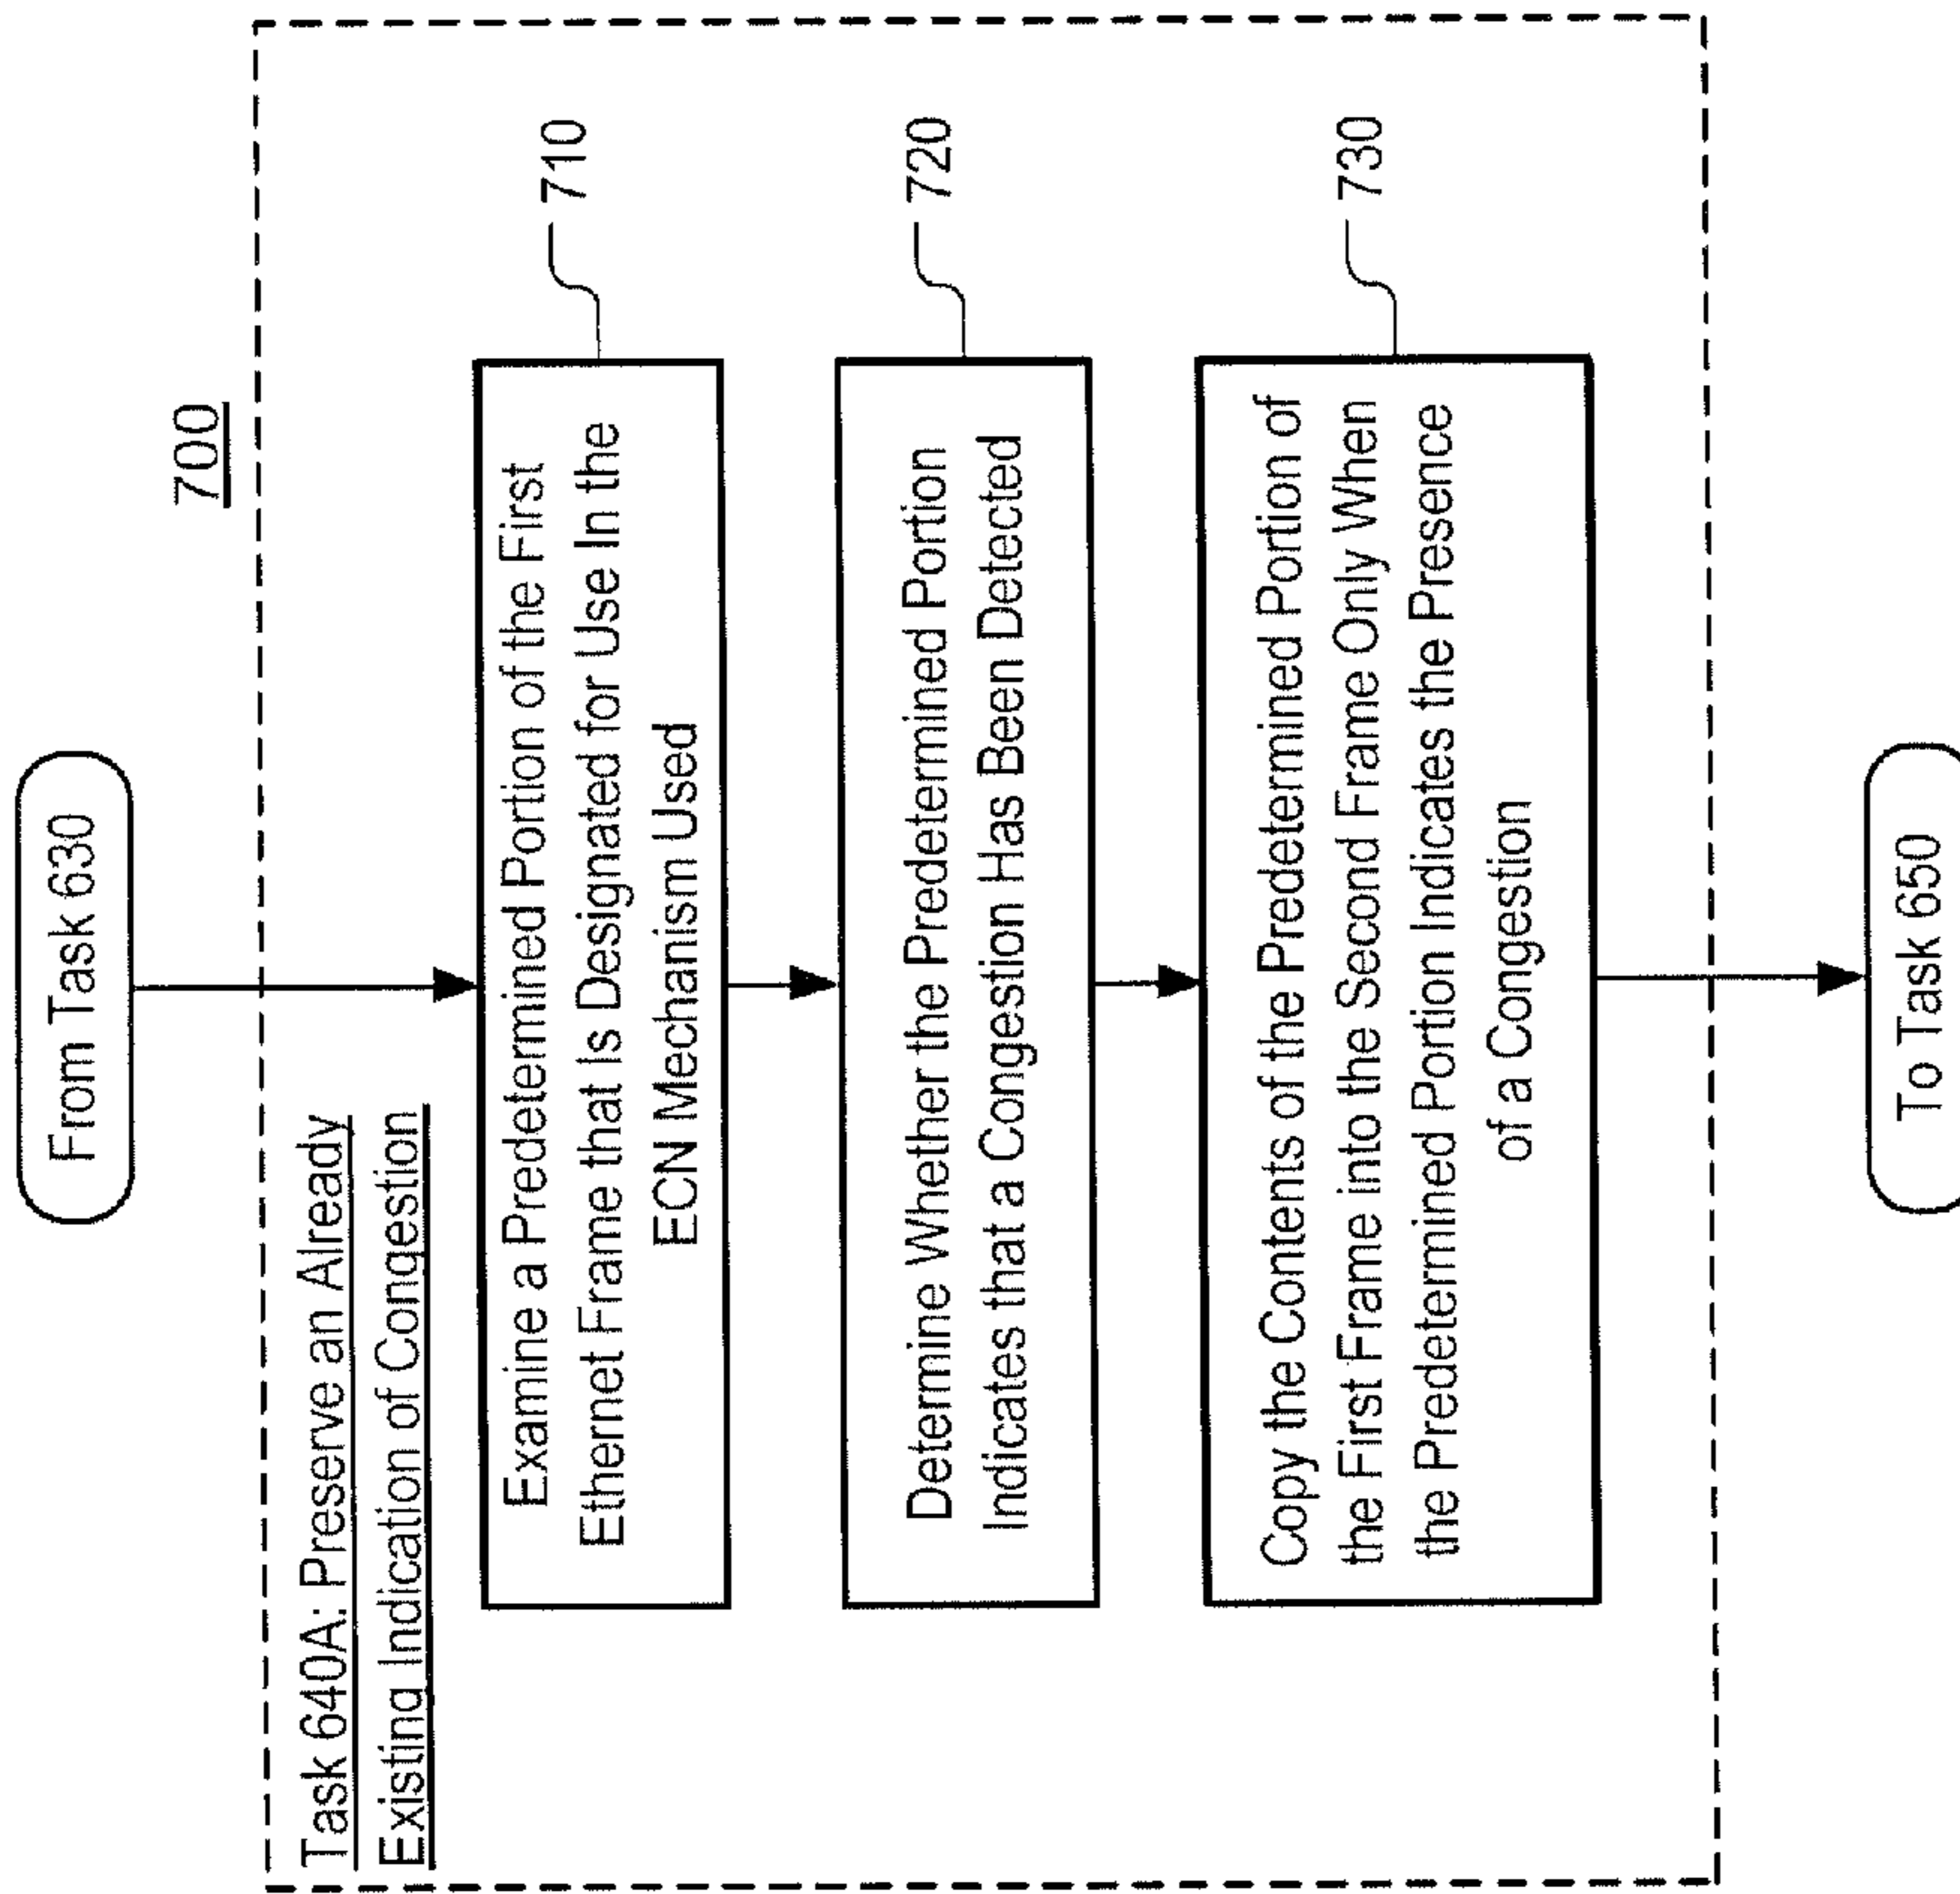 700
From Task 630
Task 640A: Preserve an Already
Existing Indication of Congestion
Examine a Predetermined Portion of the First
Ethernet Frame that is Designated for Use In the
ECN Mechanism Used
710
Determine Whether the Predetermined Portion
Indicates that a Congestion Has Been Detected
720
Copy the Contents of the Predetermined Portion of
the First Frame into the Second Frame Only When
the Predetermined Portion Indicates the Presence
of a Congestion
730
To Task 650